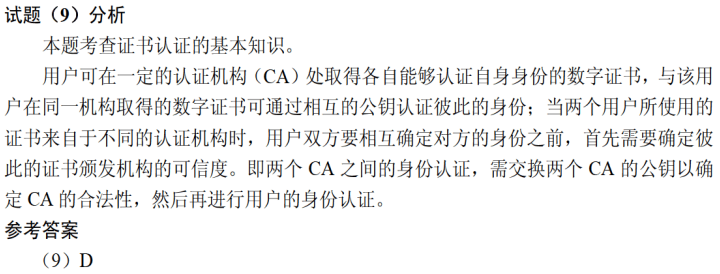 试题（9）分析
本题考查证书认证的基本知识。
用户可在一定的认证机构（CA）处取得各自能够认证自身身份的数字证书，与该用
户在同一机构取得的数字证书可通过相互的公钥认证彼此的身份；当两个用户所使用的
证书来自于不同的认证机构时，用户双方要相互确定对方的身份之前，首先需要确定彼
此的证书颁发机构的可信度。即两个 CA 之间的身份认证，需交换两个 CA 的公钥以确
定 CA 的合法性，然后再进行用户的身份认证。
参考答案
（9）D